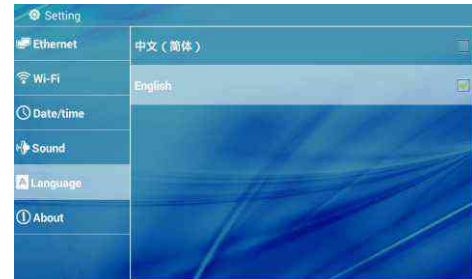 Setting
Ethernet
中文（简体）
Wi-Fi
English
Date/time
Sound
Language
About